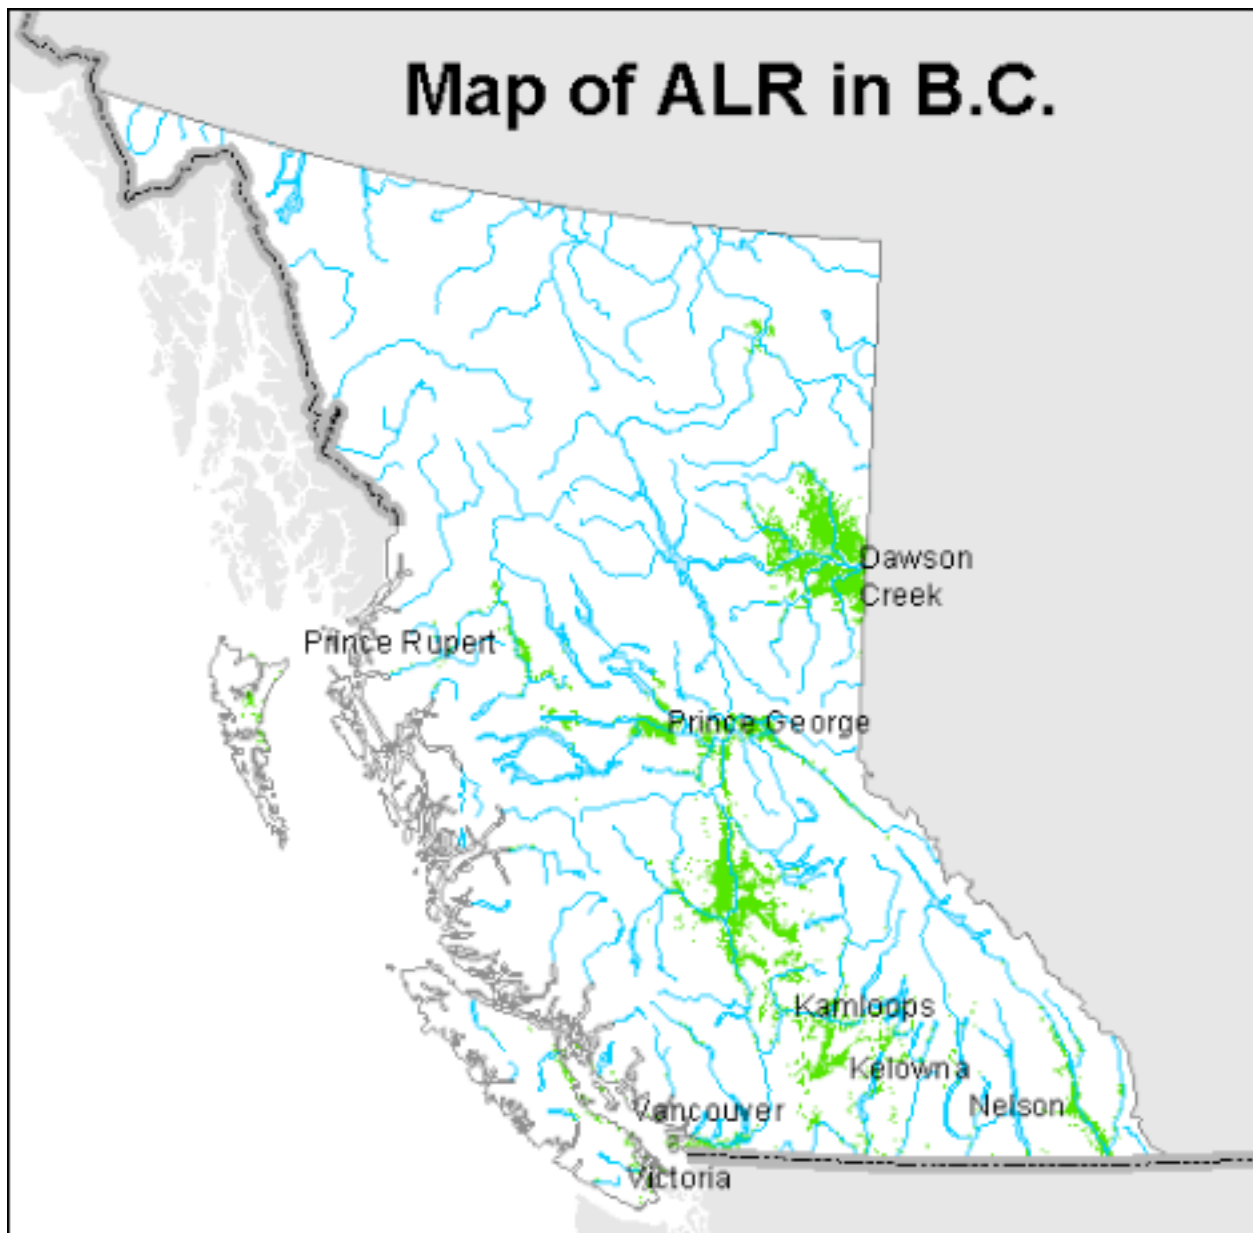 Map of ALR in B.C.
Dawson
Creek
Prince Rupert
Prince George
Kamloops
Kelowna
Nelson
Vancouver
Victoria